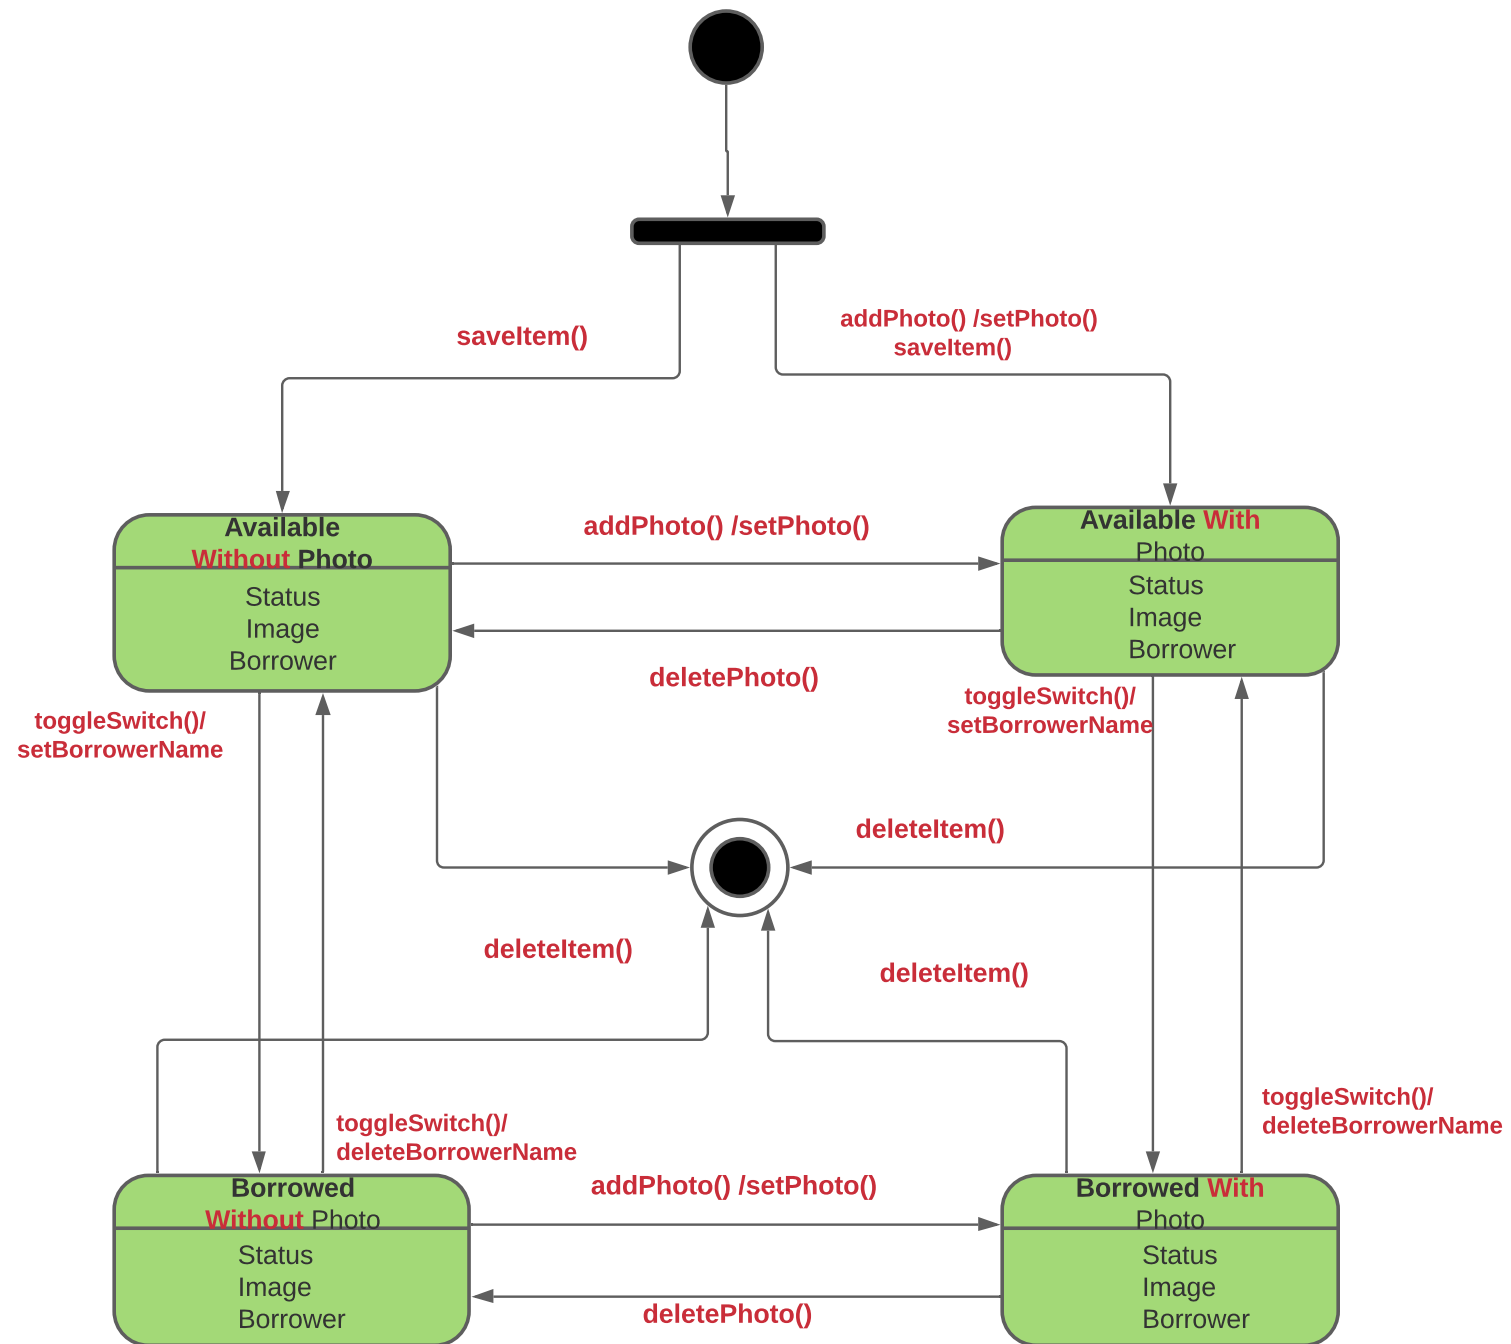 saveItem()
addPhoto() /setPhoto()
saveItem()
Available
Without Photo
Status
Image
Borrower
addPhoto() /setPhoto()
deletePhoto()
Available With
Photo
Status
Image
Borrower
toggleSwitch()/
setBorrowerName
toggleSwitch()/
setBorrowerName
deleteItem()
deleteItem()
deleteItem()
toggleSwitch()/
deleteBorrowerName
toggleSwitch()/
deleteBorrowerName
Borrowed
Without Photo
Status
Image
Borrower
addPhoto() /setPhoto()
deletePhoto()
Borrowed With
Photo
Status
Image
Borrower